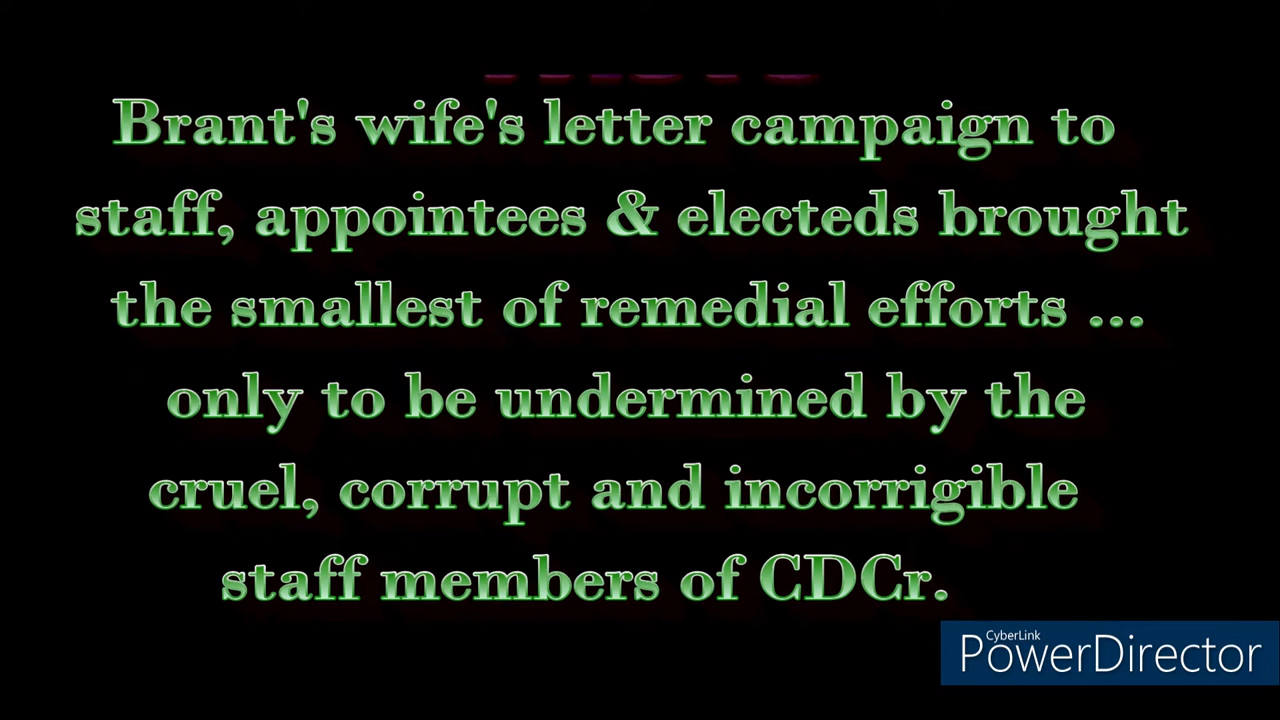 Brant's wife's letter campaign to
staff, appointees & electeds brought
the smallest of remedial efforts ...
only to be undermined by the
cruel, corrupt and incorrigible
staff members of CDCr.
CyberLink
PowerDirector